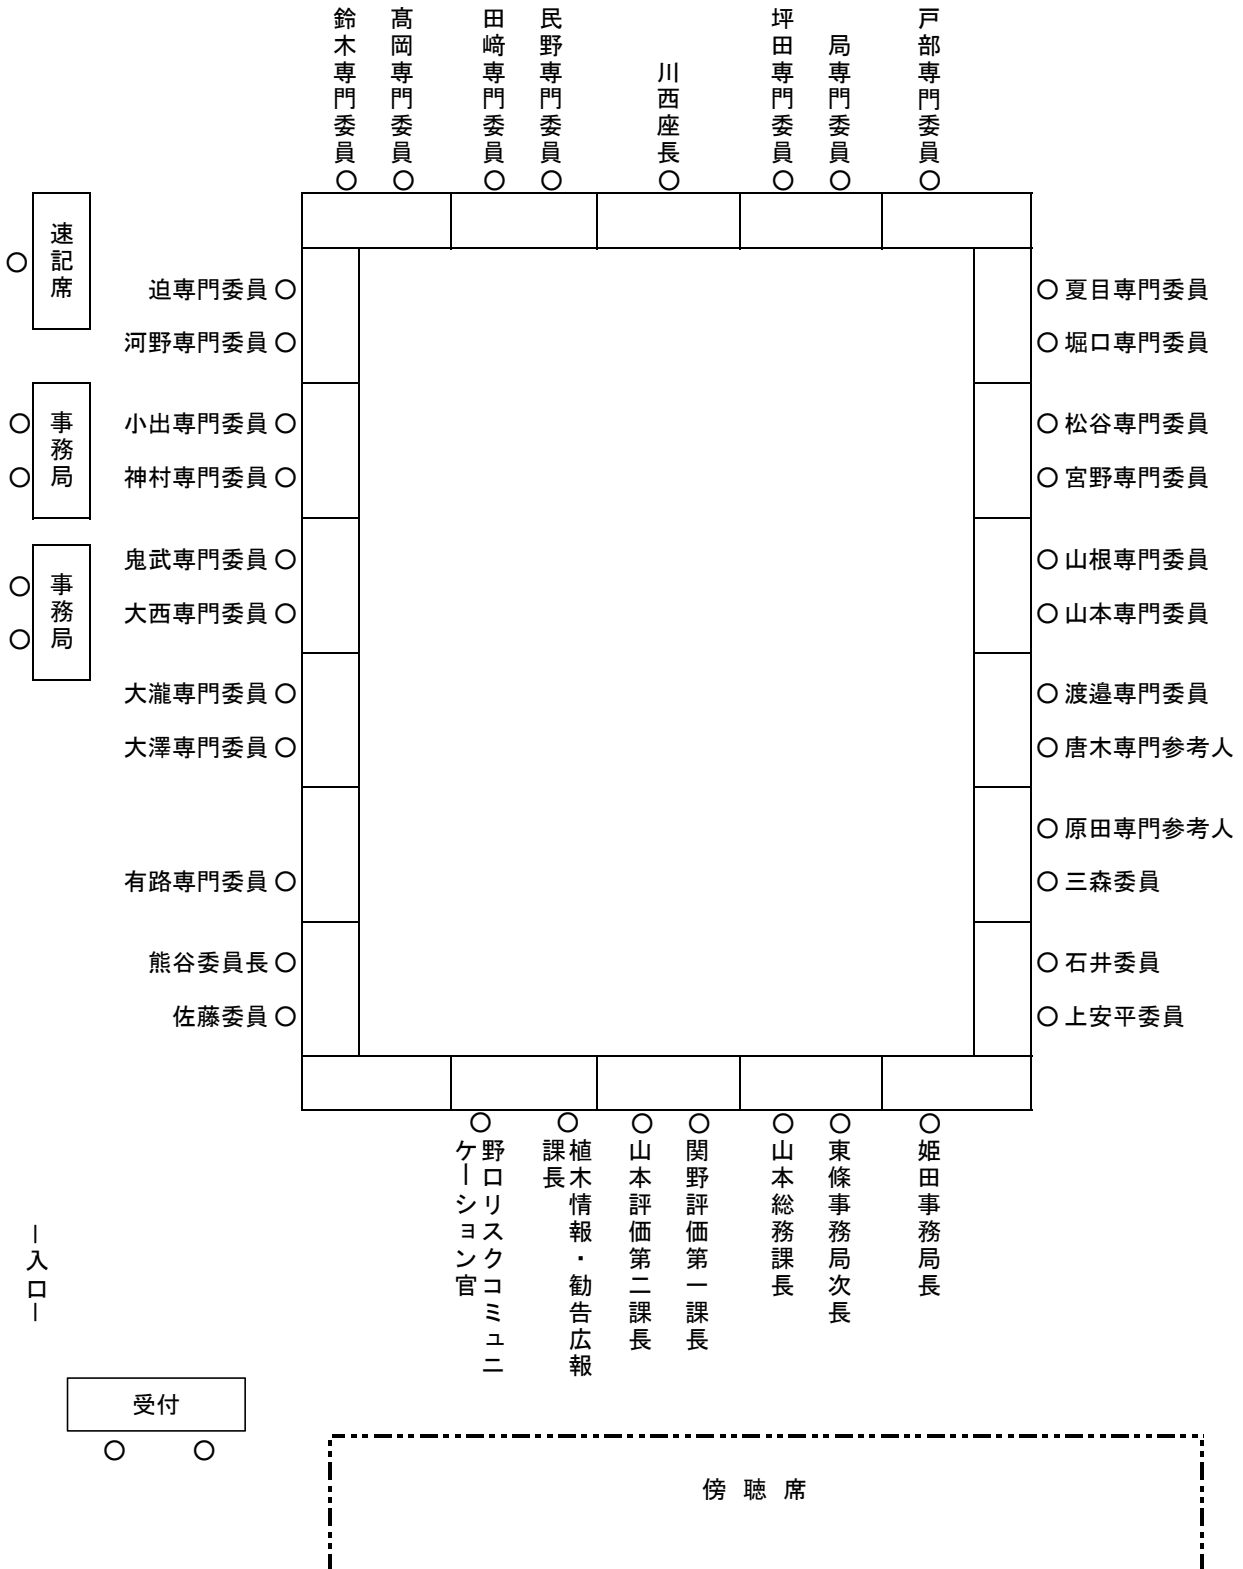 鈴木専門委員
髙岡専門委員
田﨑専門委員
民野専門委員
川西座長
坪田専門委員
局専門委員
戸部専門委員
速記席
事務局
事務局
迫専門委員
河野専門委員
小出専門委員
神村専門委員
鬼武専門委員
大西専門委員
大瀧専門委員
大澤専門委員
有路専門委員
熊谷委員長
佐藤委員
夏目専門委員
堀口専門委員
松谷専門委員
宮野専門委員
山根専門委員
山本専門委員
渡邉専門委員
唐木専門参考人
原田専門参考人
三森委員
石井委員
上安平委員
野口リスクコミュニ
ケーション官
植木情報・勧告広報
課長
山本評価第二課長
関野評価第一課長
山本総務課長
東條事務局次長
姫田事務局長
ー入口ー
受付
傍聴席